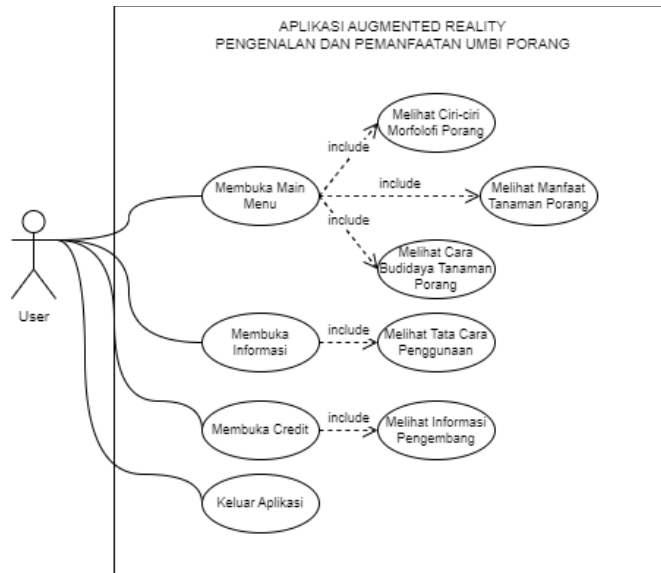 APLIKASI AUGMENTED REALITY
PENGENALAN DAN PEMANFAATAN UMBI PORANG
Melihat Ciri-ciri
Morfolofi Porang
include
Membuka Main
Menu
include
Melihat Manfaat
Tanaman Porang
include
Melihat Cara
Budidaya Tanaman
Porang
User
Membuka
Informasi
include
Melihat Tata Cara
Penggunaan
Membuka Credit
include
Melihat Informasi
Pengembang
Keluar Aplikasi